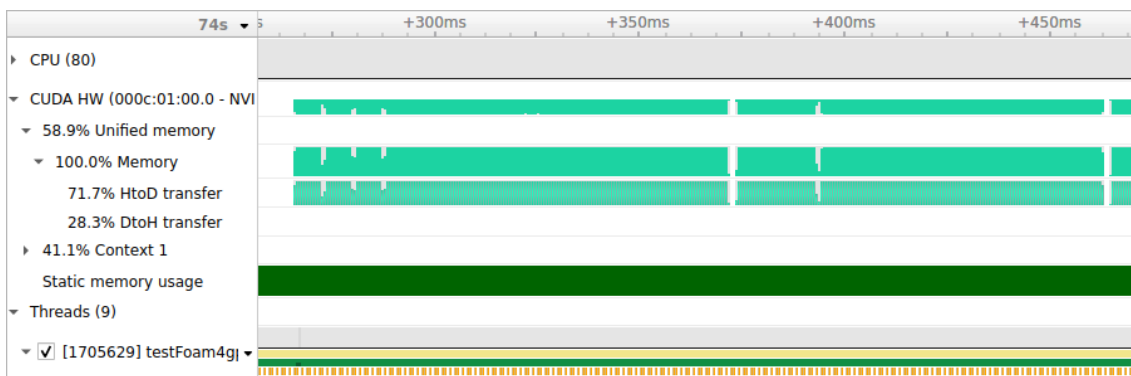 74s s +300ms +350ms +400ms +450ms
CPU (80)
CUDA HW (000c:01:00.0 - NVI
58.9% Unified memory
100.0% Memory
71.7% HtoD transfer
28.3% DtoH transfer
41.1% Context 1
Static memory usage
Threads (9)
[1705629] testFoam4gp